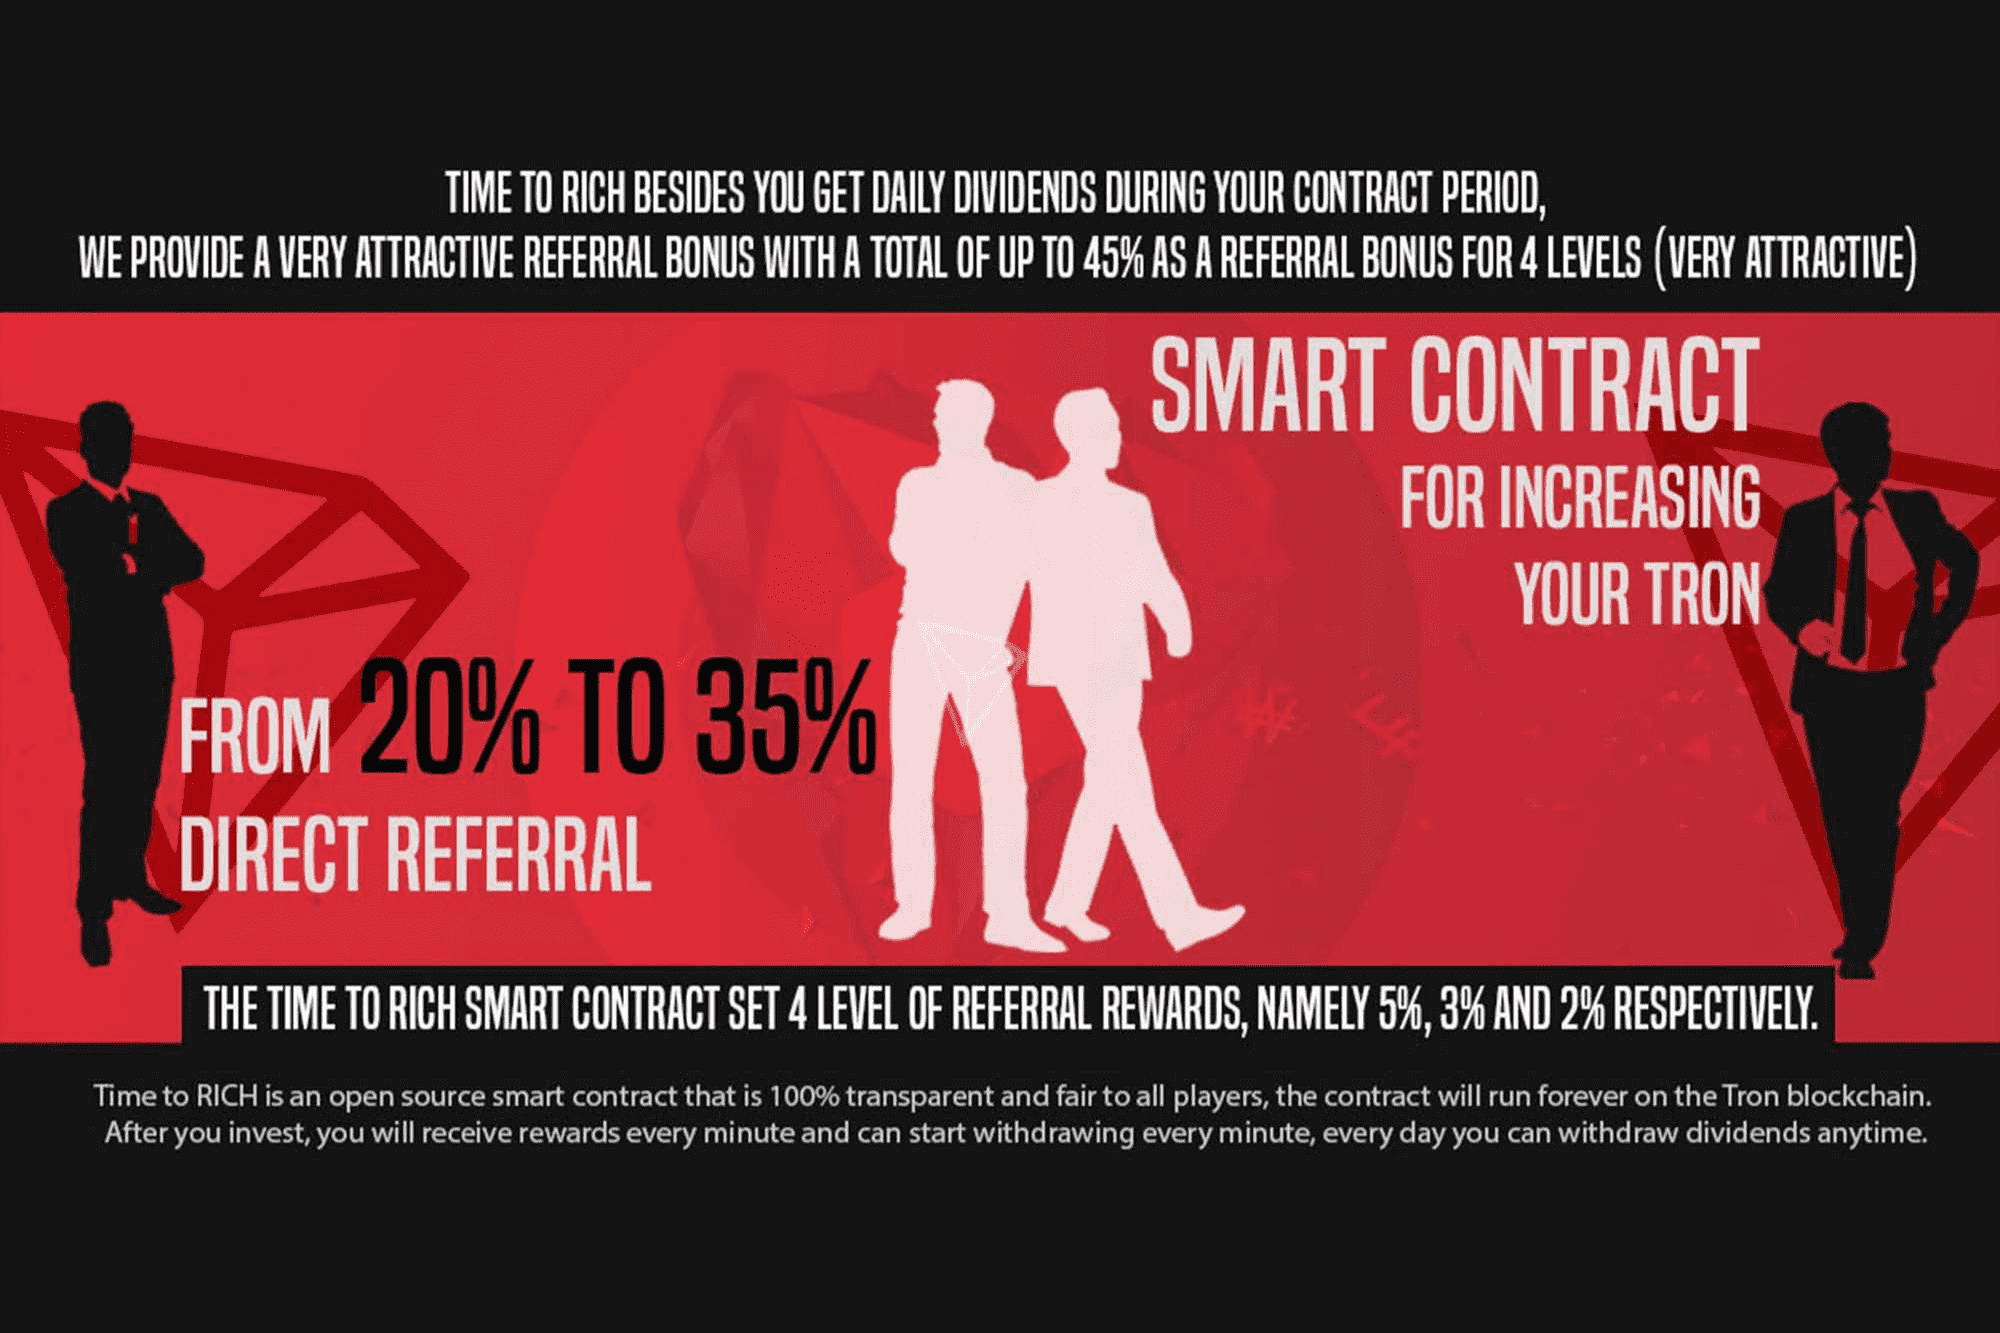 TIME TO RICH BESIDES YOU GET DAILY DIVIDENDS DURING YOUR CONTRACT PERIOD,
WE PROVIDE A VERY ATTRACTIVE REFERRAL BONUS WITH A TOTAL OF UP TO 45% AS A REFERRAL BONUS FOR 4 LEVELS (VERY ATTRACTIVE)
SMART CONTRACT
FOR INCREASING
YOUR TRON
FROM 20% TO 35%
DIRECT REFERRAL
THE TIME TO RICH SMART CONTRACT SET 4 LEVEL OF REFERRAL REWARDS, NAMELY 5%, 3% AND 2% RESPECTIVELY.
Time to RICH is an open source smart contract that is 100% transparent and fair to all players, the contract will run forever on the Tron blockchain.
After you invest, you will receive rewards every minute and can start withdrawing every minute, every day you can withdraw dividends anytime.